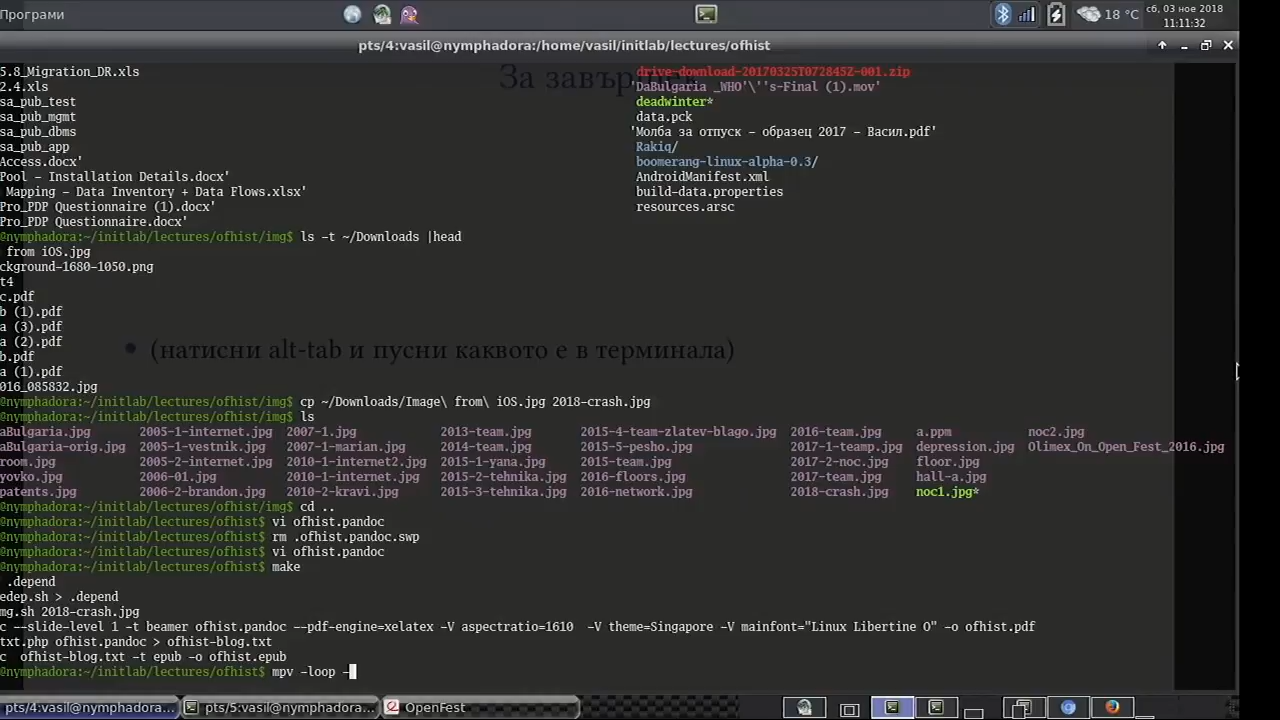 Програми
18 °C
сб, 03 ное 2018
11:11:32
pts/4:vasil@nymphadora:/home/vasil/initlab/lectures/ofhist
За завърш
5.8_Migration_DR.xls drive-download-20170325T072845Z-001.zip
2.4.xls 'DaBulgaria _WHO'\''s-Final (1).mov'
sa_pub_test deadwinter*
sa_pub_mgmt data.pck
sa_pub_dbms 'Молба за отпуск – образец 2017 – Васил.pdf'
sa_pub_app Rakiq/
Access.docx' boomerang-linux-alpha-0.3/
Pool – Installation Details.docx' AndroidManifest.xml
Mapping - Data Inventory + Data Flows.xlsx' build-data.properties
Pro_PDP Questionnaire (1).docx' resources.arsc
Pro_PDP Questionnaire.docx'
@nymphadora:~/initlab/lectures/ofhist/img$ ls -t ~/Downloads |head
from iOS.jpg
ckground-1680-1050.png
t4
c.pdf
b (1).pdf
a (3).pdf
a (2).pdf
b.pdf
a (1).pdf
016_085832.jpg
• (натисни alt-tab и пусни каквото е в терминала)
@nymphadora:~/initlab/lectures/ofhist/img$ cp ~/Downloads/Image\ from\ iOS.jpg 2018-crash.jpg
@nymphadora:~/initlab/lectures/ofhist/img$ ls
aBulgaria.jpg 2005-1-internet.jpg 2007-1.jpg 2013-team.jpg 2015-4-team-zlatev-blago.jpg 2016-team.jpg a.ppm noc2.jpg
aBulgaria-orig.jpg 2005-1-vestnik.jpg 2007-1-marian.jpg 2014-team.jpg 2015-5-pesho.jpg 2017-1-teamp.jpg depression.jpg Olimex_On_Open_Fest_2016.jpg
room.jpg 2005-2-internet.jpg 2010-1-internet2.jpg 2015-1-yana.jpg 2015-team.jpg 2017-2-noc.jpg floor.jpg
yovko.jpg 2006-01.jpg 2010-1-internet.jpg 2015-2-tehnika.jpg 2016-floors.jpg 2017-team.jpg hall-a.jpg
patents.jpg 2006-2-brandon.jpg 2010-2-kravi.jpg 2015-3-tehnika.jpg 2016-network.jpg 2018-crash.jpg noc1.jpg*
@nymphadora:~/initlab/lectures/ofhist/img$ cd ..
@nymphadora:~/initlab/lectures/ofhist$ vi ofhist.pandoc
@nymphadora:~/initlab/lectures/ofhist$ rm .ofhist.pandoc.swp
@nymphadora:~/initlab/lectures/ofhist$ vi ofhist.pandoc
@nymphadora:~/initlab/lectures/ofhist$ make
.depend
edep.sh > .depend
mg.sh 2018-crash.jpg
c --slide-level 1 -t beamer ofhist.pandoc --pdf-engine=xelatex -V aspectratio=1610 -V theme=Singapore -V mainfont="Linux Libertine O" -o ofhist.pdf
txt.php ofhist.pandoc > ofhist-blog.txt
c ofhist-blog.txt -t epub -o ofhist.epub
@nymphadora:~/initlab/lectures/ofhist$ mpv -loop -
pts/4:vasil@nymphadora... pts/5:vasil@nymphadora... OpenFest